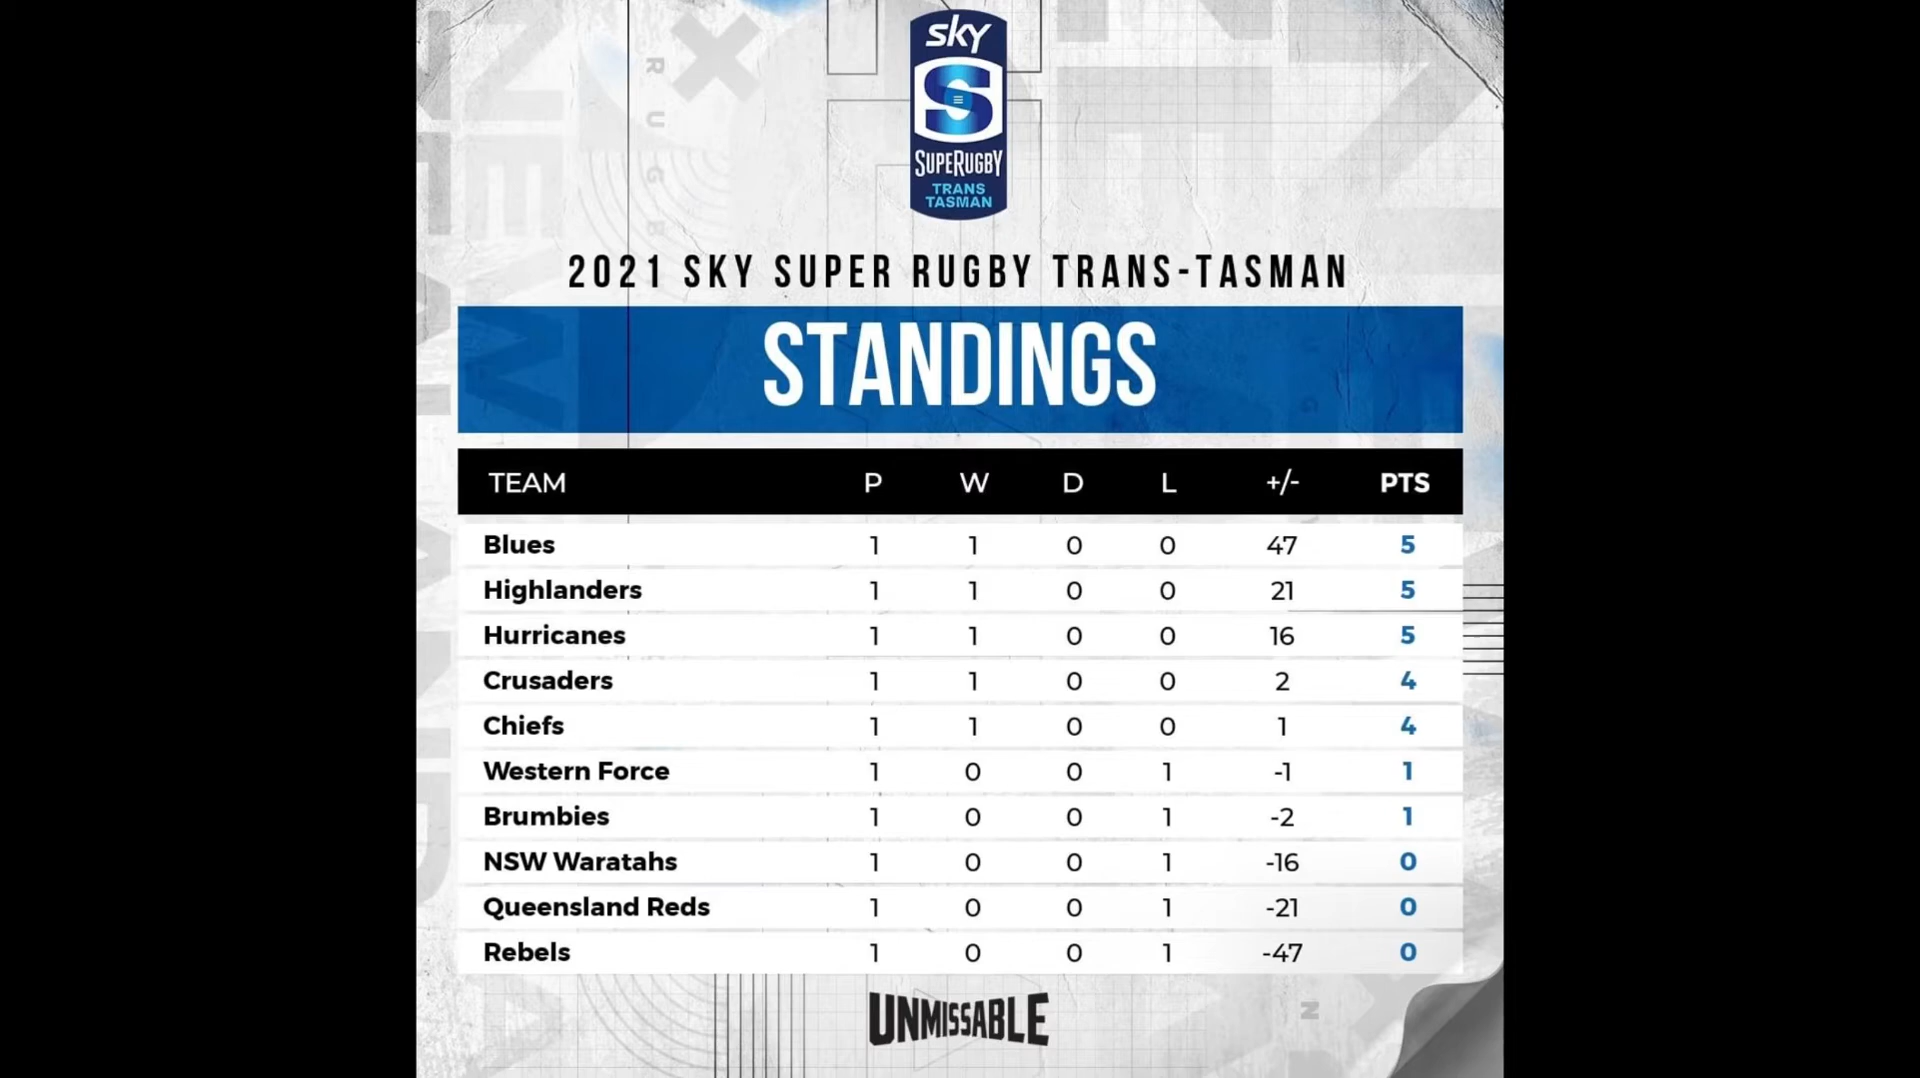 sky
SUPERUGBY
TRANS
TASMAN
2021 SKY SUPER RUGBY TRANS-TASMAN
STANDINGS
TEAM P W D L +/- PTS
Blues 1 1 0 0 47 5
Highlanders 1 1 0 0 21 5
Hurricanes 1 1 0 0 16 5
Crusaders 1 1 0 0 2 4
Chiefs 1 1 0 0 1 4
Western Force 1 0 0 1 -1 1
Brumbies 1 0 0 1 -2 1
NSW Waratahs 1 0 0 1 -16 0
Queensland Reds 1 0 0 1 -21 0
Rebels 1 0 0 1 -47 0
UNMISSABLE